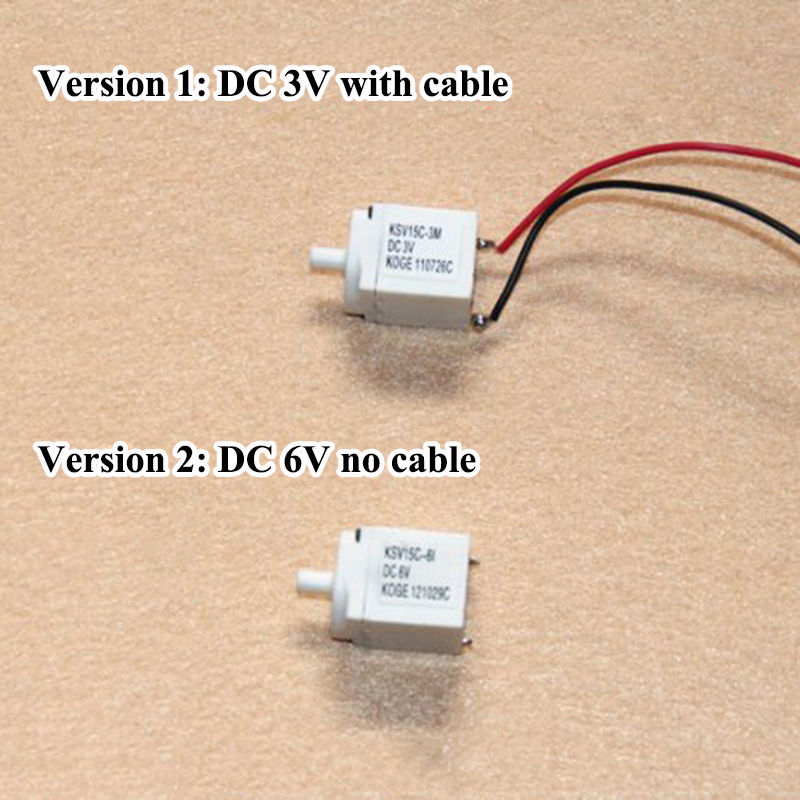 Version 1: DC 3V with cable
KSV15C-3M
DC 3V
KOGE 110726C
Version 2: DC 6V no cable
KSV15C-6I
DC 6V
KOGE 121029C